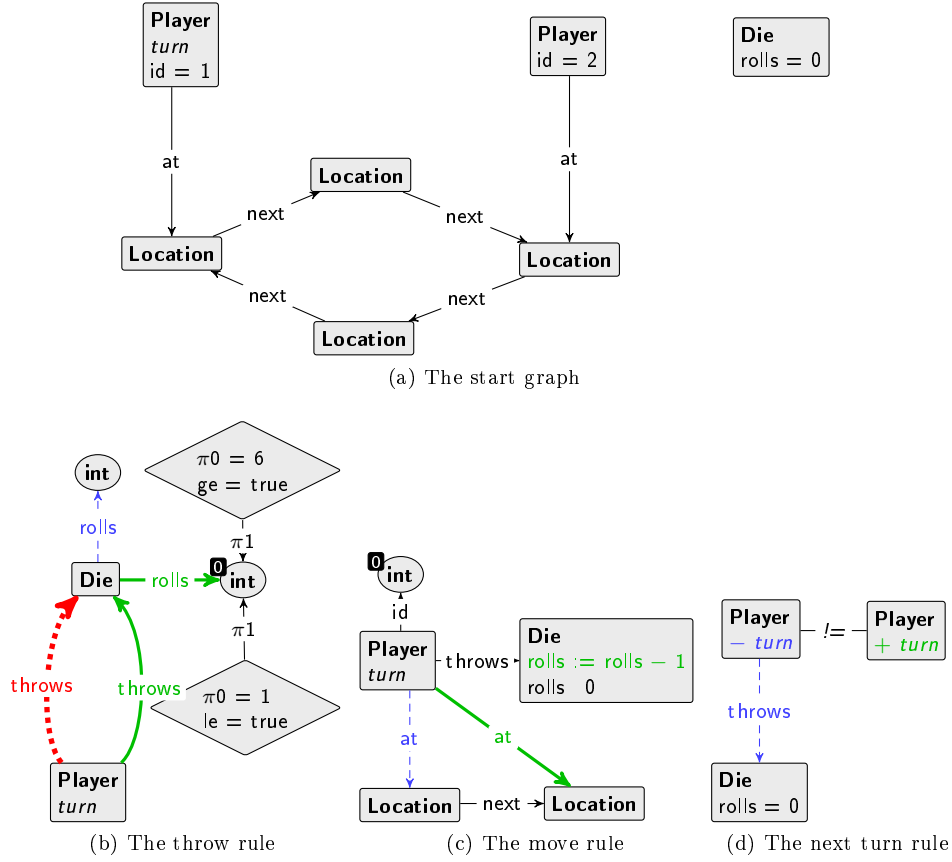 Player
turn
id = 1
Player
id = 2
Die
rolls = 0
at
at
Location
next
next
Location
Location
next
next
Location
(a) The start graph
int
π0 = 6
ge = true
rolls
π1
0
Die
rolls
int
π1
throws
throws
π0 = 1
le = true
Player
turn
(b) The throw rule
0
int
id
Player
turn
throws
Die
rolls := rolls − 1
rolls 0
at
at
Location
next
Location
(c) The move rule
Player
− turn
!=
Player
+ turn
throws
Die
rolls = 0
(d) The next turn rule